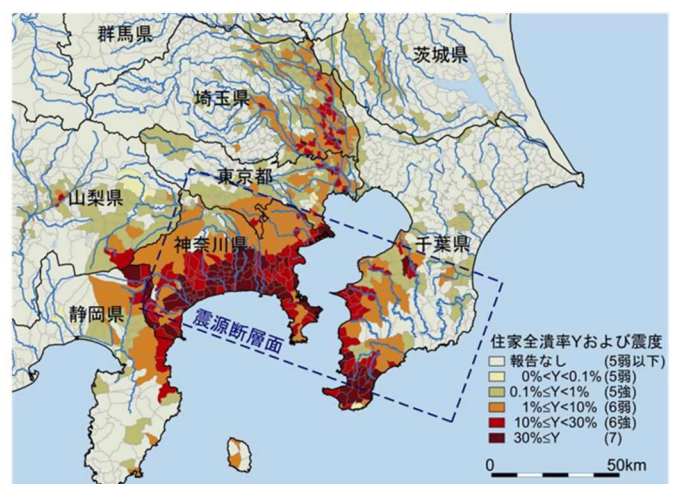 群馬県
茨城県
埼玉県
東京都
山梨県
神奈川県
千葉県
静岡県
震源断層面
住家全潰率Yおよび震度
報告なし (5弱以下)
0%<Y<0.1% (5弱)
0.1%≤Y<1% (5強)
1%≤Y<10% (6弱)
10%≤Y<30% (6強)
30%≤Y (7)
0 50km